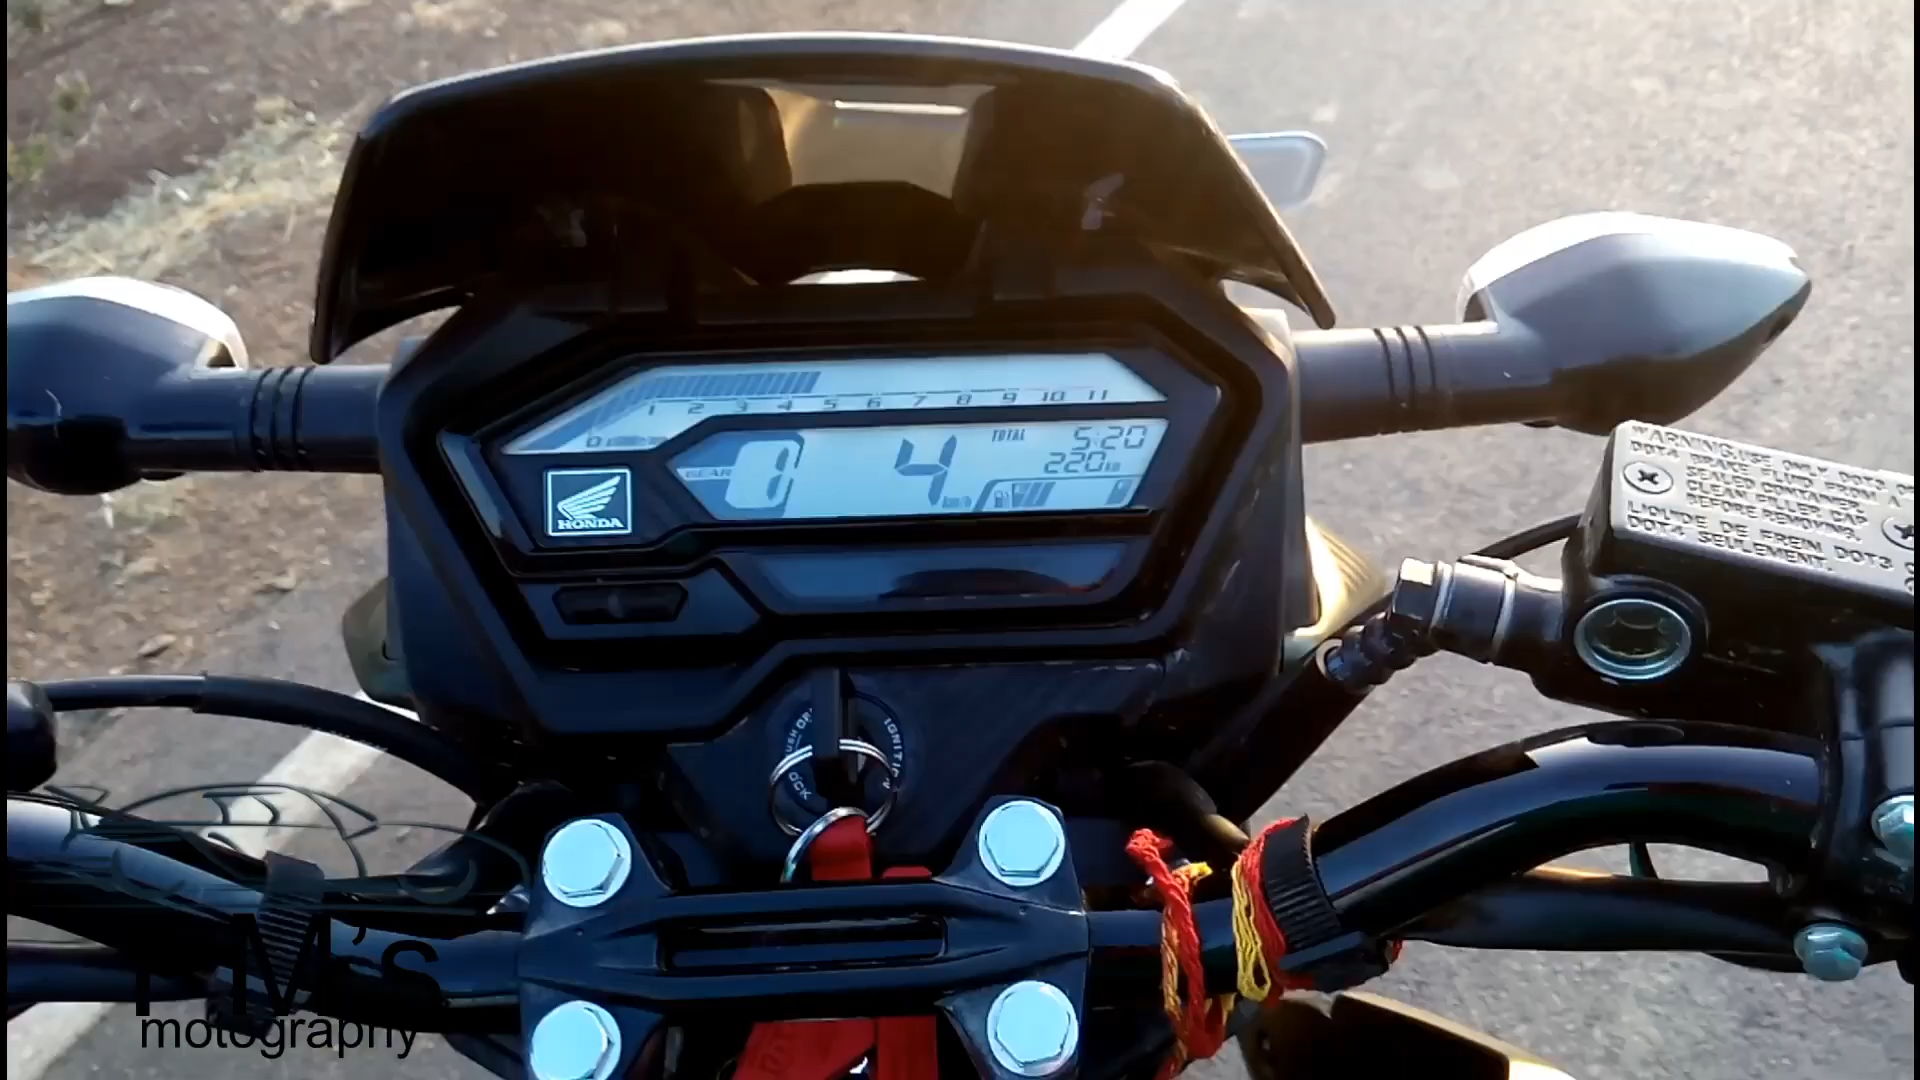 1 2 3 4 5 6 7 8 9 10 11
0
TOTAL 5:20
GEAR 1 4 km/h 220 km
HONDA
IGNITION
PUSH
LOCK
WARNING. USE ONLY DOT3 OR
DOT4 BRAKE FLUID FROM A
SEALED CONTAINER.
CLEAN FILLER CAP
BEFORE REMOVING.
LIQUIDE DE FREIN DOT3 O
DOT4 SEULEMENT.
M's
motography